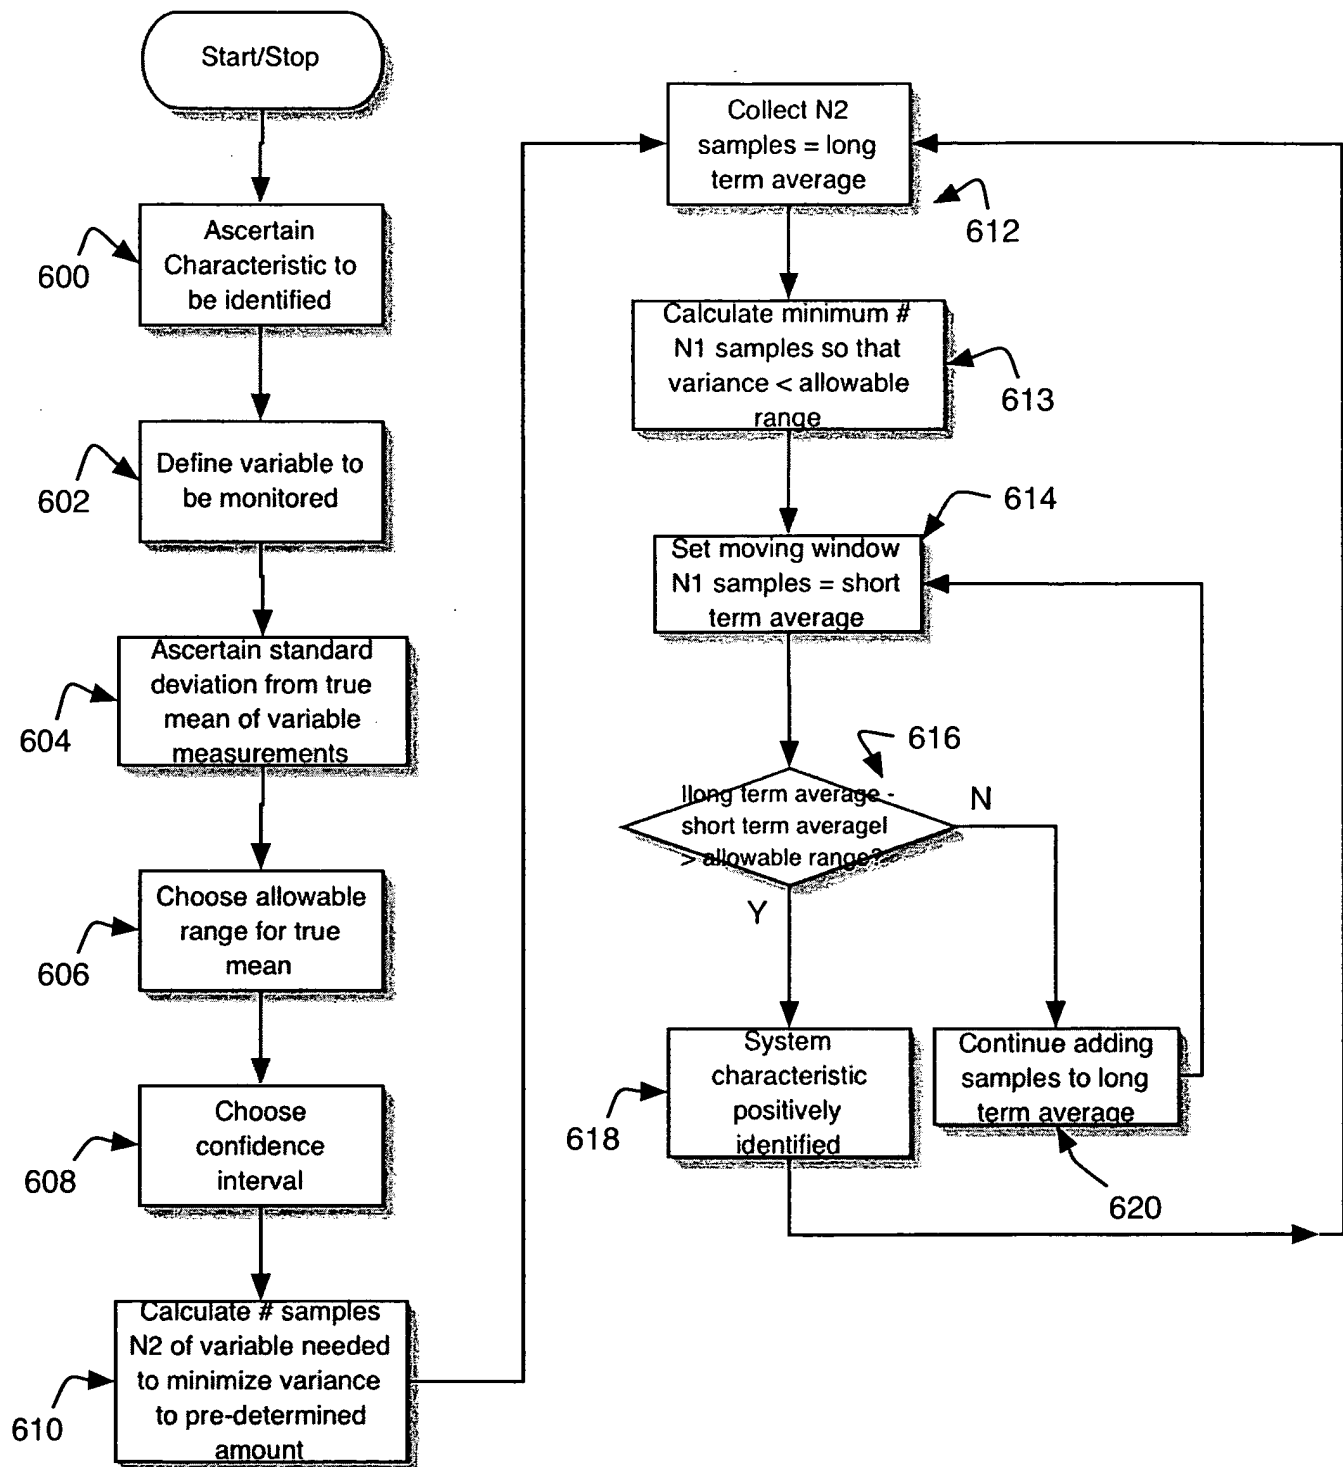 Start/Stop
Ascertain
Characteristic to
be identified
600
Define variable to
be monitored
602
Ascertain standard
deviation from true
mean of variable
measurements
604
Choose allowable
range for true
mean
606
Choose
confidence
interval
608
Calculate # samples
N2 of variable needed
to minimize variance
to pre-determined
amount
610
Collect N2
samples = long
term average
612
Calculate minimum #
N1 samples so that
variance < allowable
range
613
Set moving window
N1 samples = short
term average
614
|long term average -
short term average|
> allowable range?
616
N
Y
System
characteristic
positively
identified
618
Continue adding
samples to long
term average
620